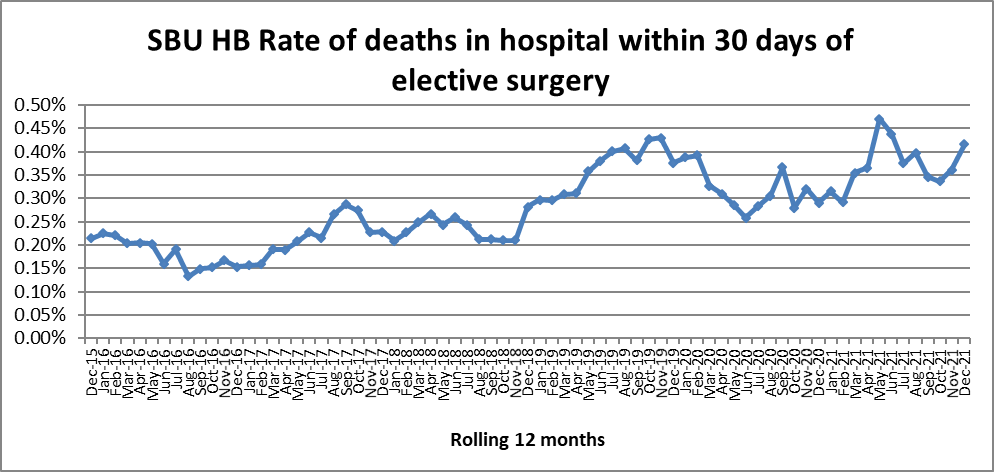 SBU HB Rate of deaths in hospital within 30 days of
elective surgery
0.50%
0.45%
0.40%
0.35%
0.30%
0.25%
0.20%
0.15%
0.10%
0.05%
0.00%
Dec-15
Jan-16
Feb-16
Mar-16
Apr-16
May-16
Jun-16
Jul-16
Aug-16
Sep-16
Oct-16
Nov-16
Dec-16
Jan-17
Feb-17
Mar-17
Apr-17
May-17
Jun-17
Jul-17
Aug-17
Sep-17
Oct-17
Nov-17
Dec-17
Jan-18
Feb-18
Mar-18
Apr-18
May-18
Jun-18
Jul-18
Aug-18
Sep-18
Oct-18
Nov-18
Dec-18
Jan-19
Feb-19
Mar-19
Apr-19
May-19
Jun-19
Jul-19
Aug-19
Sep-19
Oct-19
Nov-19
Dec-19
Jan-20
Feb-20
Mar-20
Apr-20
May-20
Jun-20
Jul-20
Aug-20
Sep-20
Oct-20
Nov-20
Dec-20
Jan-21
Feb-21
Mar-21
Apr-21
May-21
Jun-21
Jul-21
Aug-21
Sep-21
Oct-21
Nov-21
Dec-21
Rolling 12 months